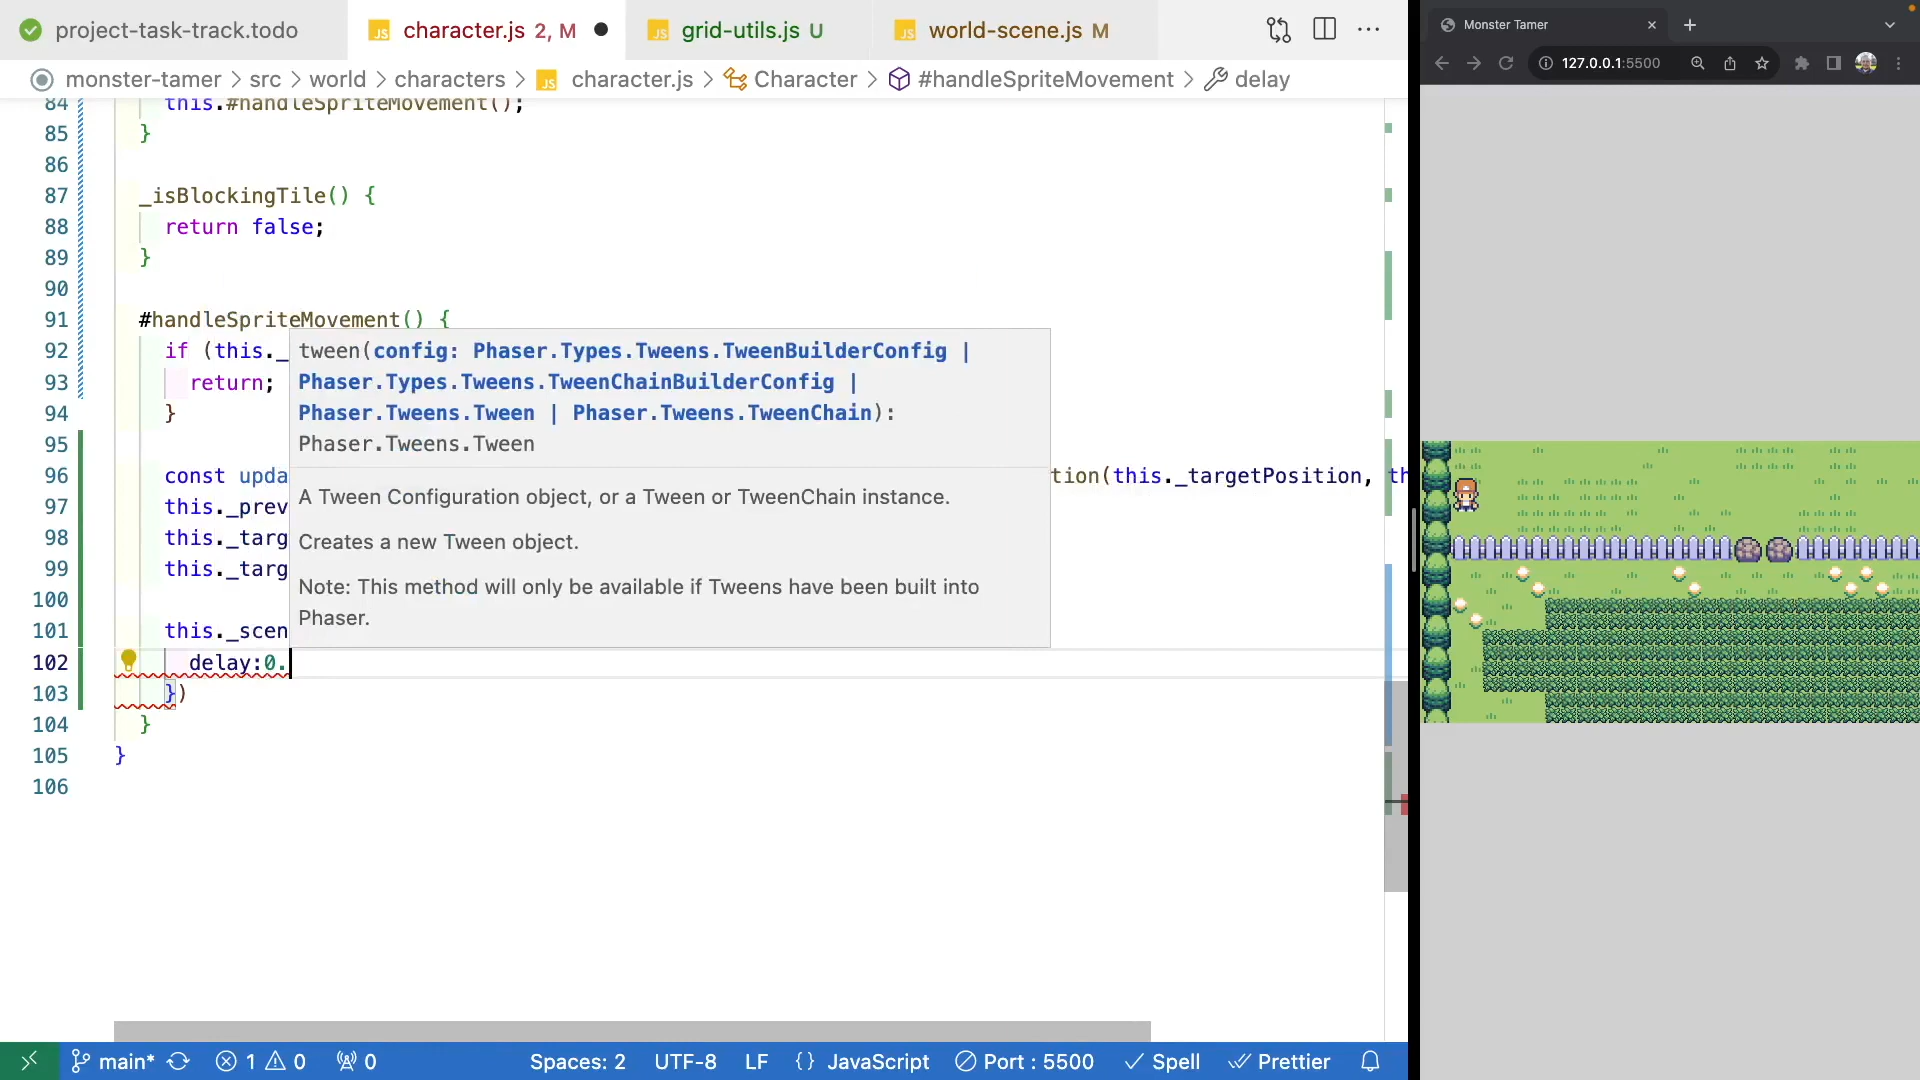 project-task-track.todo
character.js 2, M
grid-utils.js U
world-scene.js M
monster-tamer > src > world > characters > character.js > Character > #handleSpriteMovement > delay
84 this.#handleSpriteMovement();
85 }
86
87 _isBlockingTile() {
88 return false;
89 }
90
91 #handleSpriteMovement() {
92 if (this._
93 return;
94 }
95
96 const upda tion(this._targetPosition, th
97 this._prev
98 this._targ
99 this._targ
100
101 this._scen
102 delay:0.
103 })
104 }
105 }
106
tween(config: Phaser.Types.Tweens.TweenBuilderConfig |
Phaser.Types.Tweens.TweenChainBuilderConfig |
Phaser.Tweens.Tween | Phaser.Tweens.TweenChain):
Phaser.Tweens.Tween
A Tween Configuration object, or a Tween or TweenChain instance.
Creates a new Tween object.
Note: This method will only be available if Tweens have been built into
Phaser.
main* 1 0 0 Spaces: 2 UTF-8 LF {} JavaScript Port : 5500 Spell Prettier
Monster Tamer
127.0.0.1:5500